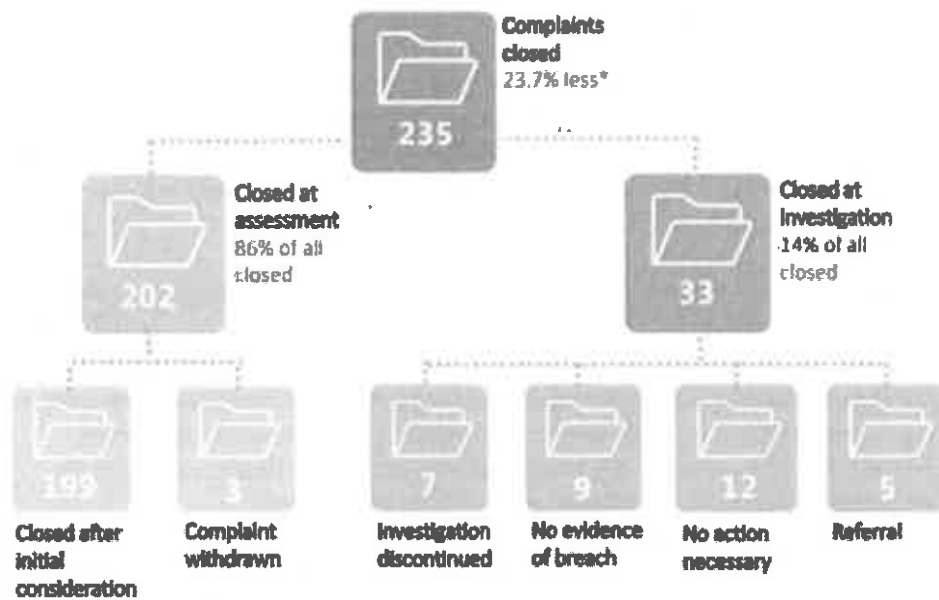 Complaints
closed
23.7% less*
235
Closed at
assessment
86% of all
closed
202
Closed at
investigation
14% of all
closed
33
199
Closed after
initial
consideration
3
Complaint
withdrawn
7
Investigation
discontinued
9
No evidence
of breach
12
No action
necessary
5
Referral